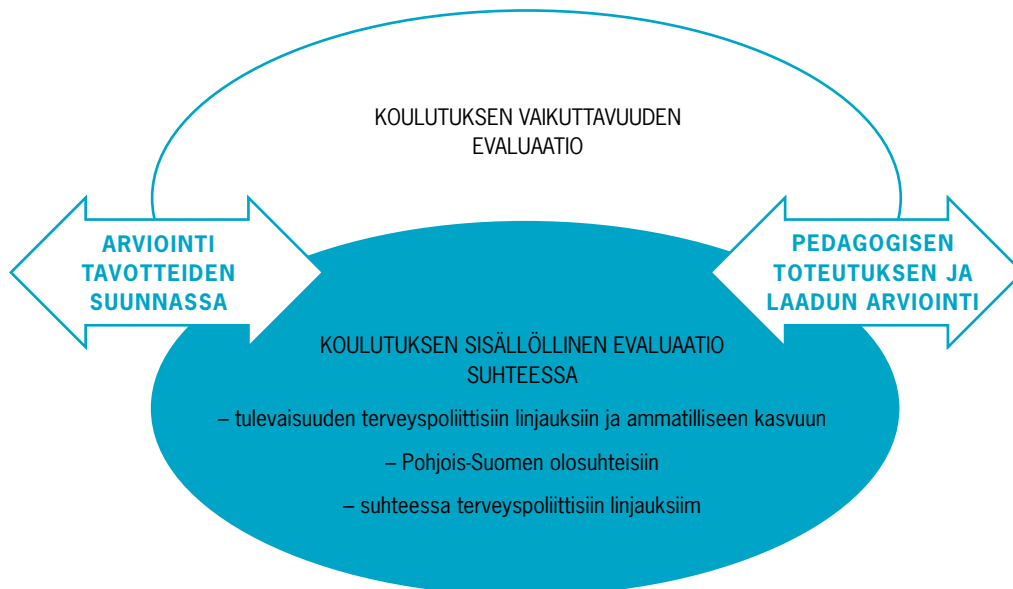 KOULUTUKSEN VAIKUTTAVUUDEN
EVALUAATIO
ARVIOINTI
TAVOTTEIDEN
SUUNNASSA
PEDAGOGISEN
TOTEUTUKSEN JA
LAADUN ARVIOINTI
KOULUTUKSEN SISÄLLÖLLINEN EVALUAATIO
SUHTEESSA
– tulevaisuuden terveyspoliittisiin linjauksiin ja ammatilliseen kasvuun
– Pohjois-Suomen olosuhteisiin
– suhteessa terveyspoliittisiin linjauksiim